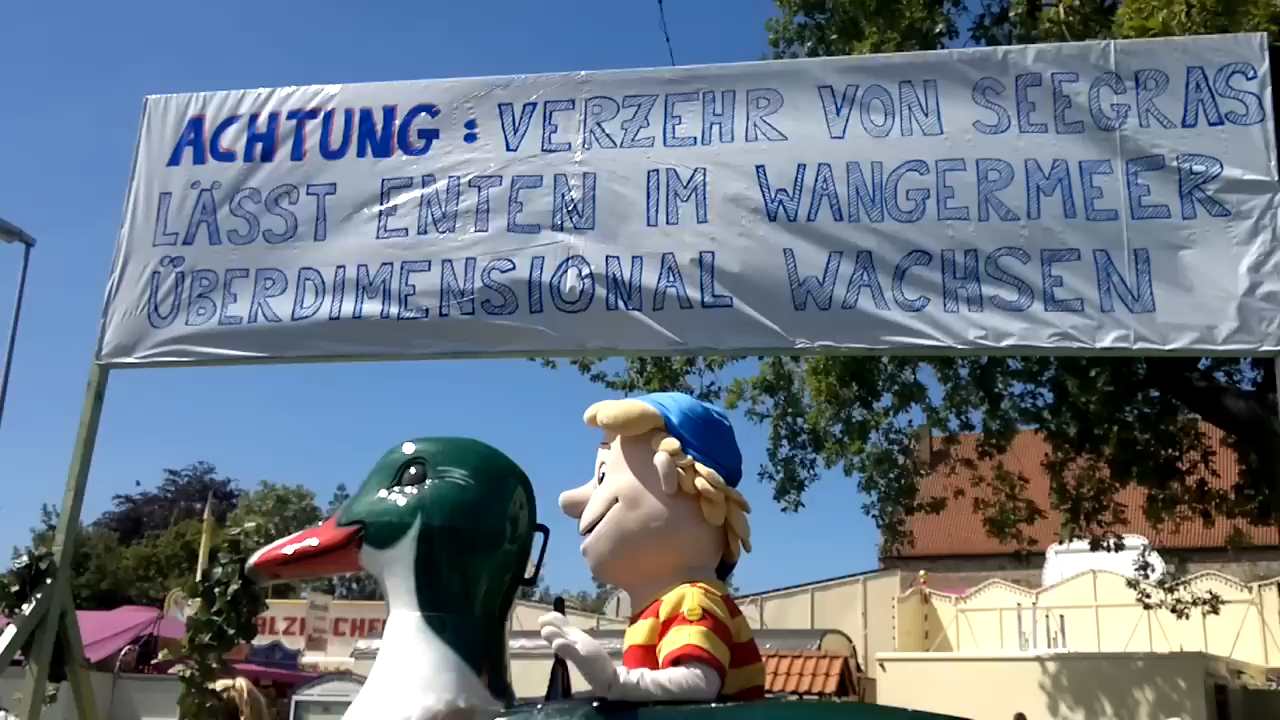 ACHTUNG: VERZEHR VON SEEGRAS
LÄSST ENTEN IM WANGERMEER
ÜBERDIMENSIONAL WACHSEN